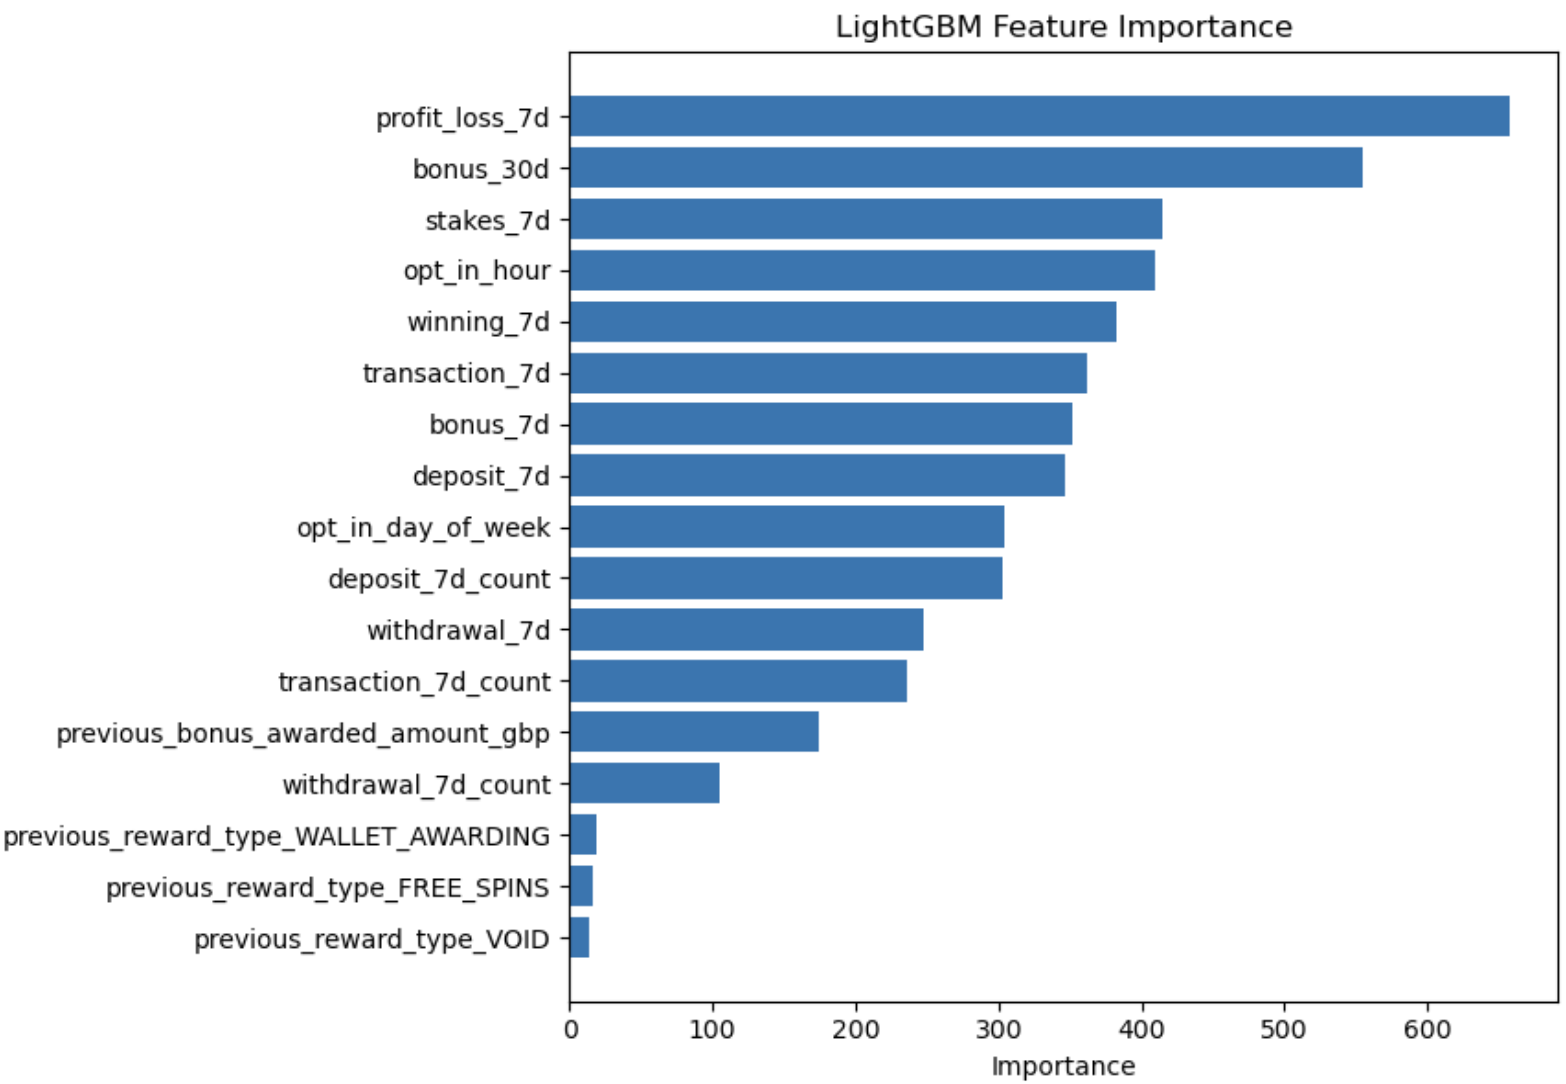 LightGBM Feature Importance
profit_loss_7d
bonus_30d
stakes_7d
opt_in_hour
winning_7d
transaction_7d
bonus_7d
deposit_7d
opt_in_day_of_week
deposit_7d_count
withdrawal_7d
transaction_7d_count
previous_bonus_awarded_amount_gbp
withdrawal_7d_count
previous_reward_type_WALLET_AWARDING
previous_reward_type_FREE_SPINS
previous_reward_type_VOID
0 100 200 300 400 500 600
Importance